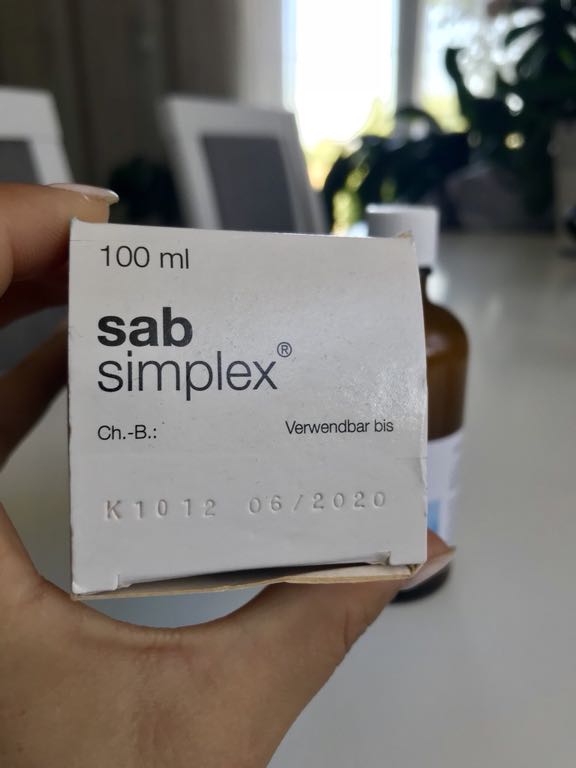 100 ml
sab
simplex®
Ch.-B.: Verwendbar bis
K1012 06/2020